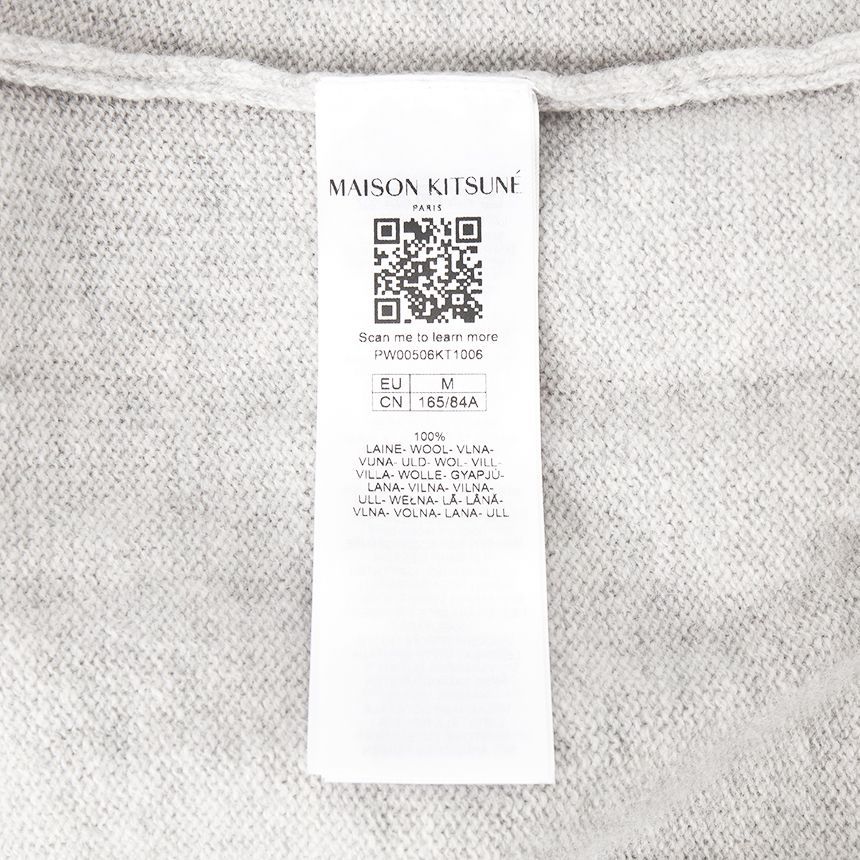 MAISON KITSUNÉ
PARIS
Scan me to learn more
PW00506KT1006
EU M
CN 165/84A
100%
LAINE- WOOL- VLNA-
VUNA- ULD- WOL- VILL-
VILLA- WOLLE- GYAPJÚ-
LANA- VILNA- VILNA-
ULL- WEŁNA- LÃ- LÂNĂ-
VLNA- VOLNA- LANA- ULL